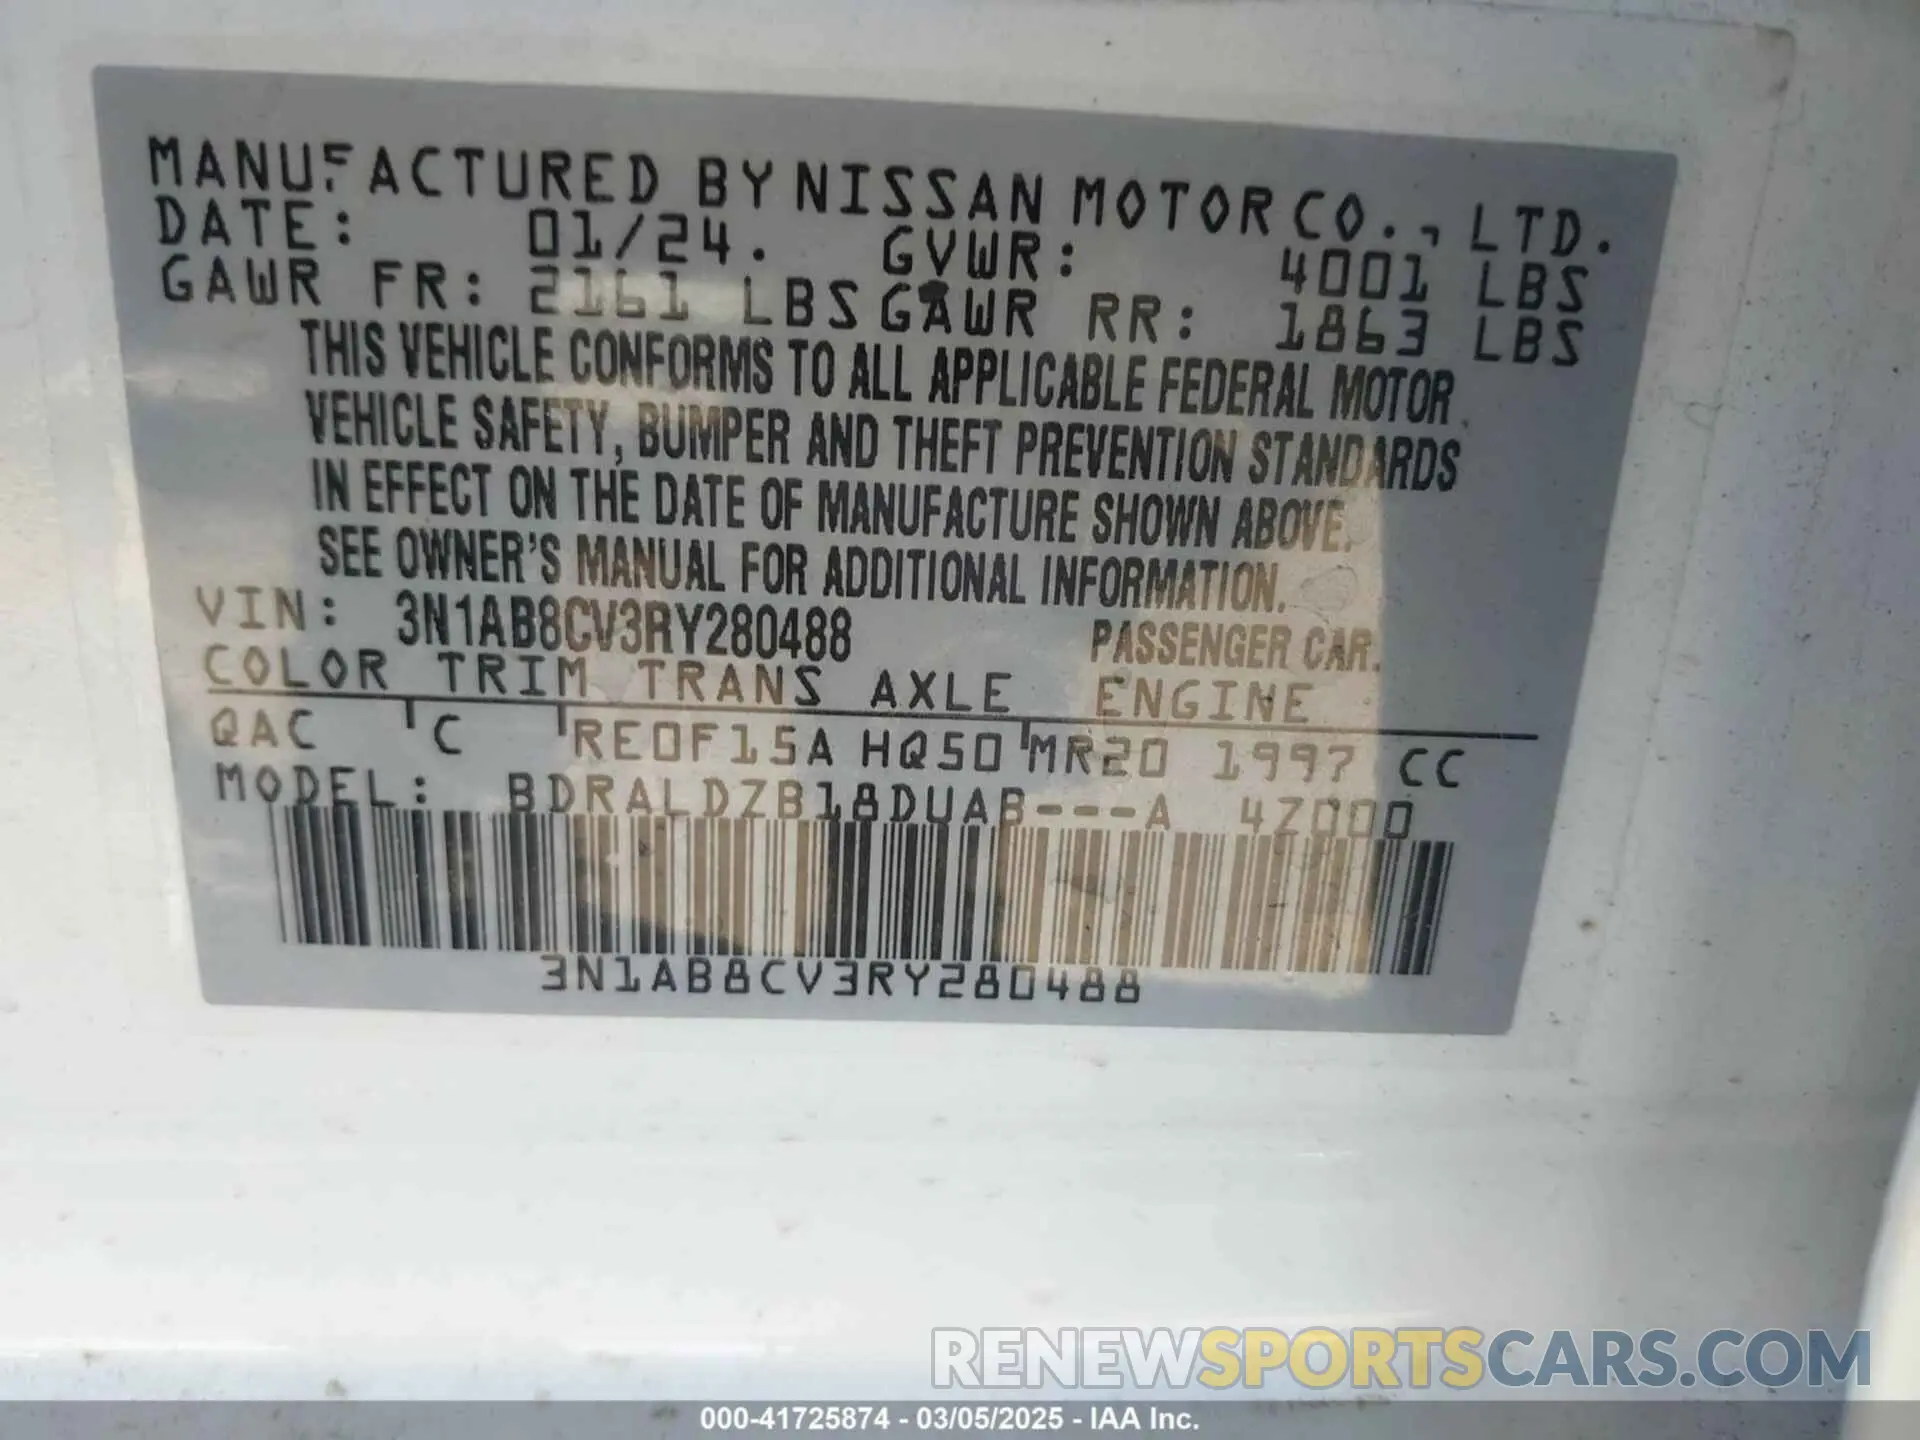 MANUFACTURED BY NISSAN MOTOR CO., LTD.
DATE: 01/24. GVWR: 4001 LBS
GAWR FR: 2161 LBS GAWR RR: 1863 LBS
THIS VEHICLE CONFORMS TO ALL APPLICABLE FEDERAL MOTOR
VEHICLE SAFETY, BUMPER AND THEFT PREVENTION STANDARDS
IN EFFECT ON THE DATE OF MANUFACTURE SHOWN ABOVE.
SEE OWNER'S MANUAL FOR ADDITIONAL INFORMATION.
VIN: 3N1AB8CV3RY280488 PASSENGER CAR.
COLOR TRIM TRANS AXLE ENGINE
QAC C RE0F15A HQ50 MR20 1997 CC
MODEL: BDRALDZB18DUAB---A 4Z000
3N1AB8CV3RY280488
RENEWSPORTSCARS.COM
000-41725874 - 03/05/2025 - IAA Inc.